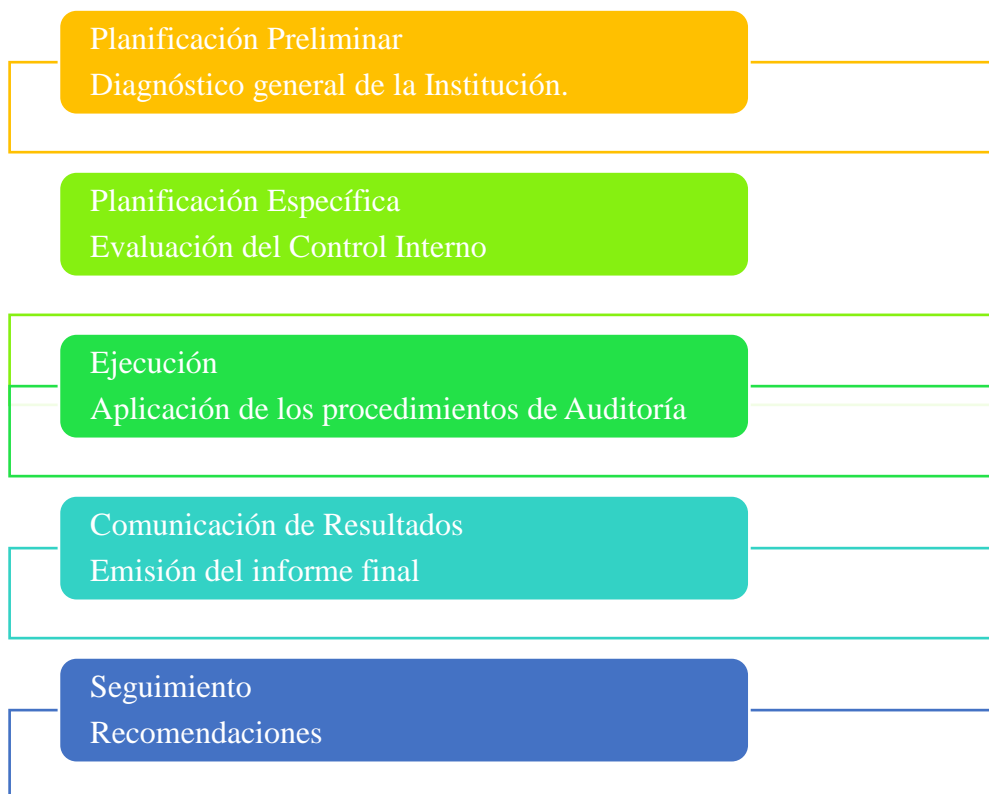 Planificación Preliminar
Diagnóstico general de la Institución.
Planificación Específica
Evaluación del Control Interno
Ejecución
Aplicación de los procedimientos de Auditoría
Comunicación de Resultados
Emisión del informe final
Seguimiento
Recomendaciones